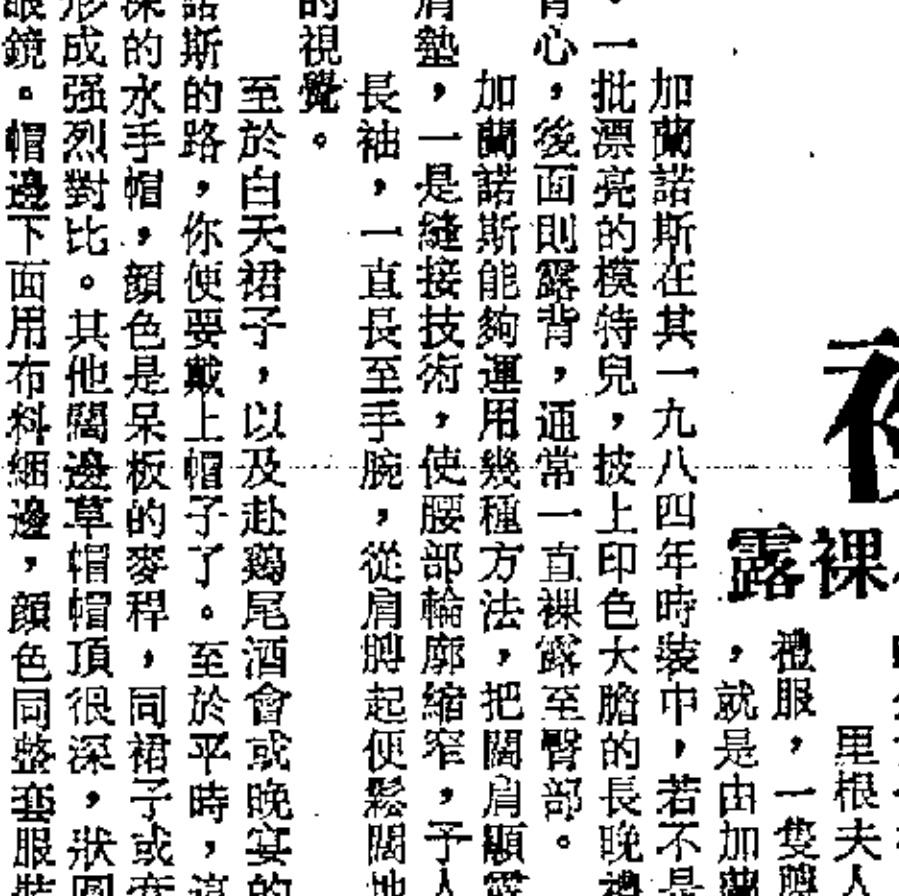 裸露
里根夫人
禮服，一隻膊
，就是由加蘭
加蘭諾斯在其一九八四年時裝中，若不是
。一批漂亮的模特兒，披上印色大膽的長晚禮
背心，後面則露背，通常一直裸露至臀部。
加蘭諾斯能夠運用幾種方法，把闊肩顯露
肩墊，一是縫接技術，使腰部輪廓縮窄，予人
長袖，一直長至手腕，從肩膊起便鬆闊地
的視覺。
至於白天裙子，以及赴鷄尾酒會或晚宴的
諾斯的路，你便要戴上帽子了。至於平時，這
深的水手帽，顏色是呆板的麥稈，同裙子或套
形成强烈對比。其他闊邊草帽帽頂很深，狀圓
眼鏡。帽邊下面用布料綑邊，顏色同整套服裝